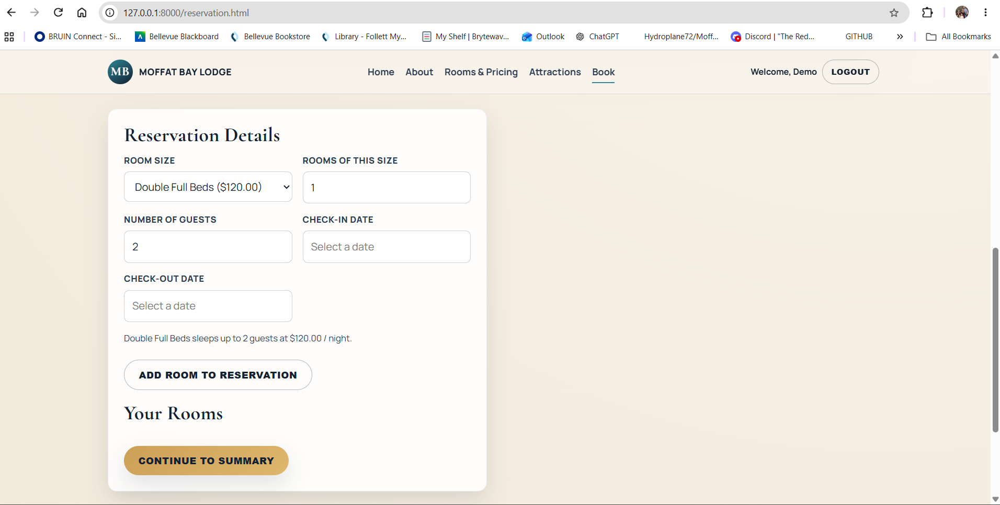 127.0.0.1:8000/reservation.html
BRUIN Connect - Si...
Bellevue Blackboard
Bellevue Bookstore
Library - Follett My...
My Shelf | Brytewav...
Outlook
ChatGPT
Hydroplane72/Moff...
Discord | "The Red...
GITHUB
»
All Bookmarks
MB MOFFAT BAY LODGE
Home
About
Rooms & Pricing
Attractions
Book
Welcome, Demo
LOGOUT
Reservation Details
ROOM SIZE
Double Full Beds ($120.00)
ROOMS OF THIS SIZE
1
NUMBER OF GUESTS
2
CHECK-IN DATE
Select a date
CHECK-OUT DATE
Select a date
Double Full Beds sleeps up to 2 guests at $120.00 / night.
ADD ROOM TO RESERVATION
Your Rooms
CONTINUE TO SUMMARY